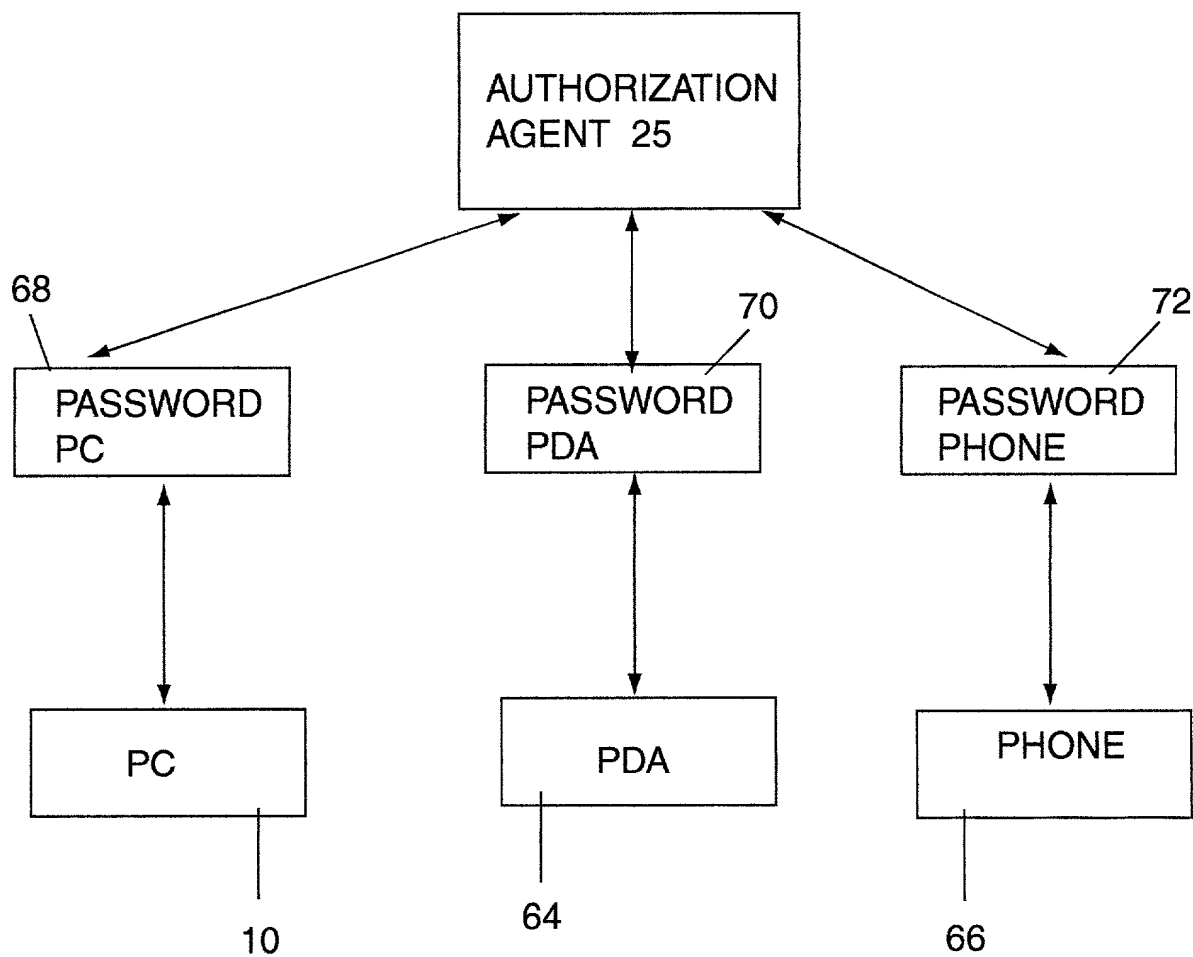 AUTHORIZATION
AGENT 25
68
70
72
PASSWORD
PC
PASSWORD
PDA
PASSWORD
PHONE
PC
PDA
PHONE
10
64
66